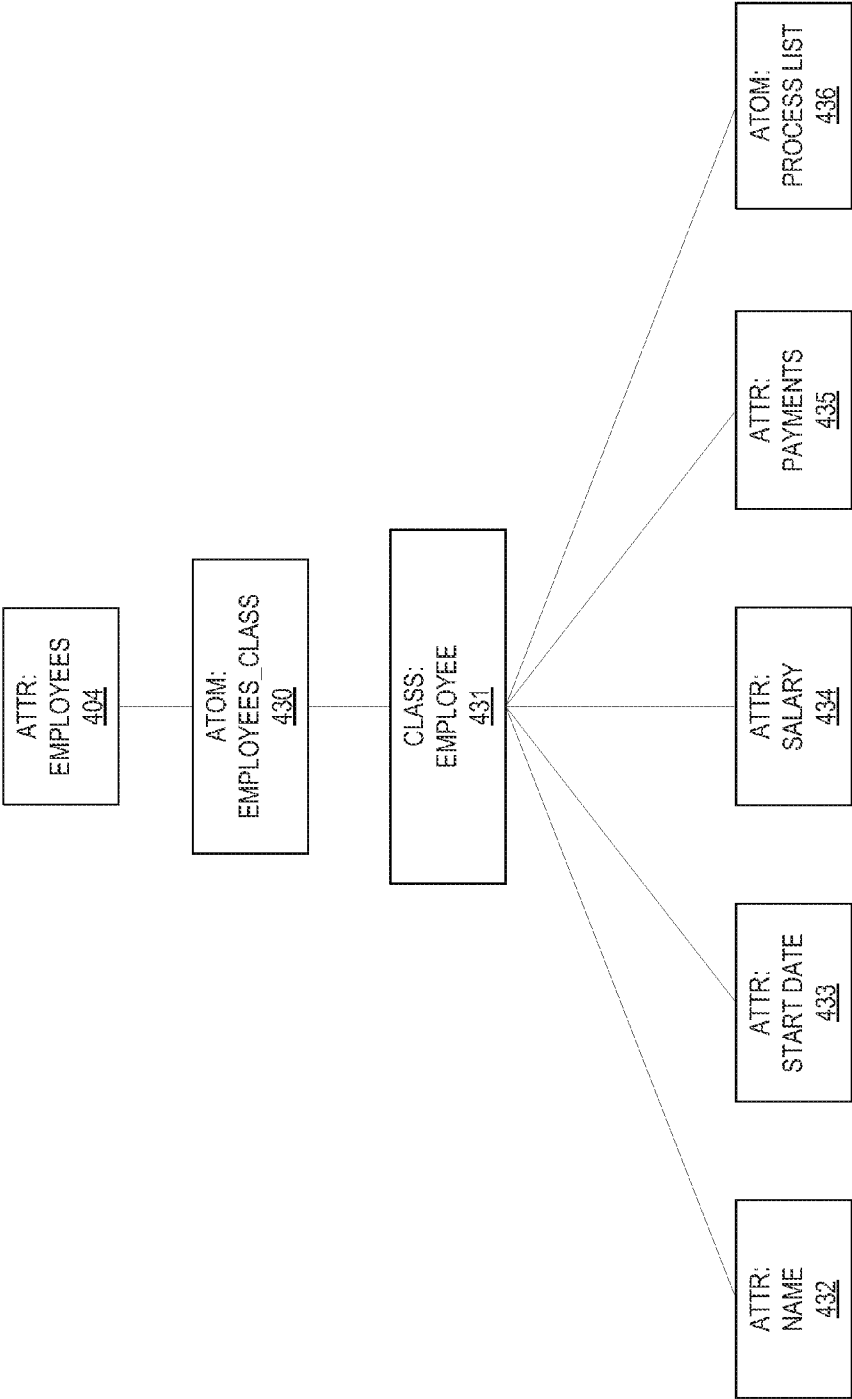 ATTR:
EMPLOYEES
404
ATOM:
EMPLOYEES_CLASS
430
CLASS:
EMPLOYEE
431
ATTR:
NAME
432
ATTR:
START DATE
433
ATTR:
SALARY
434
ATTR:
PAYMENTS
435
ATOM:
PROCESS LIST
436